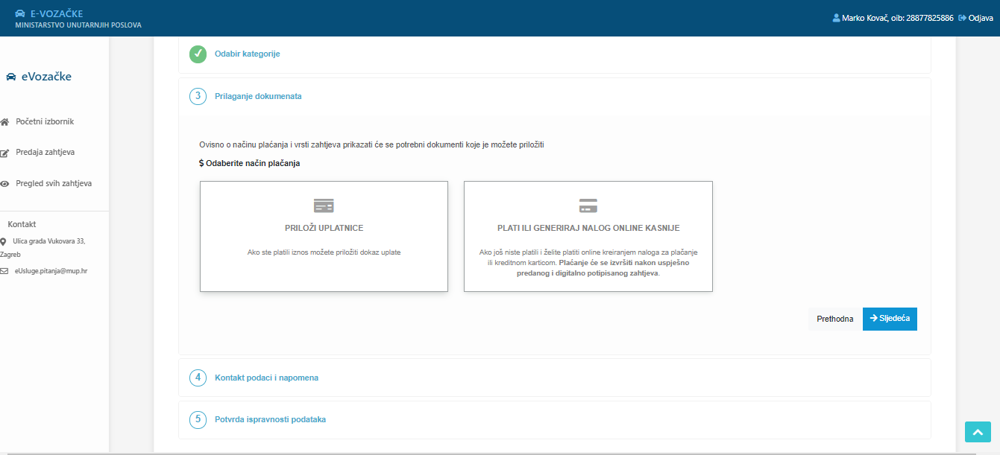 E-VOZAČKE
MINISTARSTVO UNUTARNJIH POSLOVA
Marko Kovač, oib: 28877825886
Odjava
eVozačke
Početni izbornik
Predaja zahtjeva
Pregled svih zahtjeva
Kontakt
Ulica grada Vukovara 33,
Zagreb
eUsluge.pitanja@mup.hr
Odabir kategorije
3
Prilaganje dokumenata
Ovisno o načinu plaćanja i vrsti zahtjeva prikazati će se potrebni dokumenti koje je možete priložiti
$ Odaberite način plačanja
PRILOŽI UPLATNICE
Ako ste platili iznos možete priložiti dokaz uplate
PLATI ILI GENERIRAJ NALOG ONLINE KASNIJE
Ako još niste platili i želite platiti online kreiranjem naloga za plačanje
ili kreditnom karticom. Plaćanje će se izvršiti nakon uspješno
predanog i digitalno potipisanog zahtjeva.
Prethodna
Sljedeća
4
Kontakt podaci i napomena
5
Potvrda ispravnosti podataka